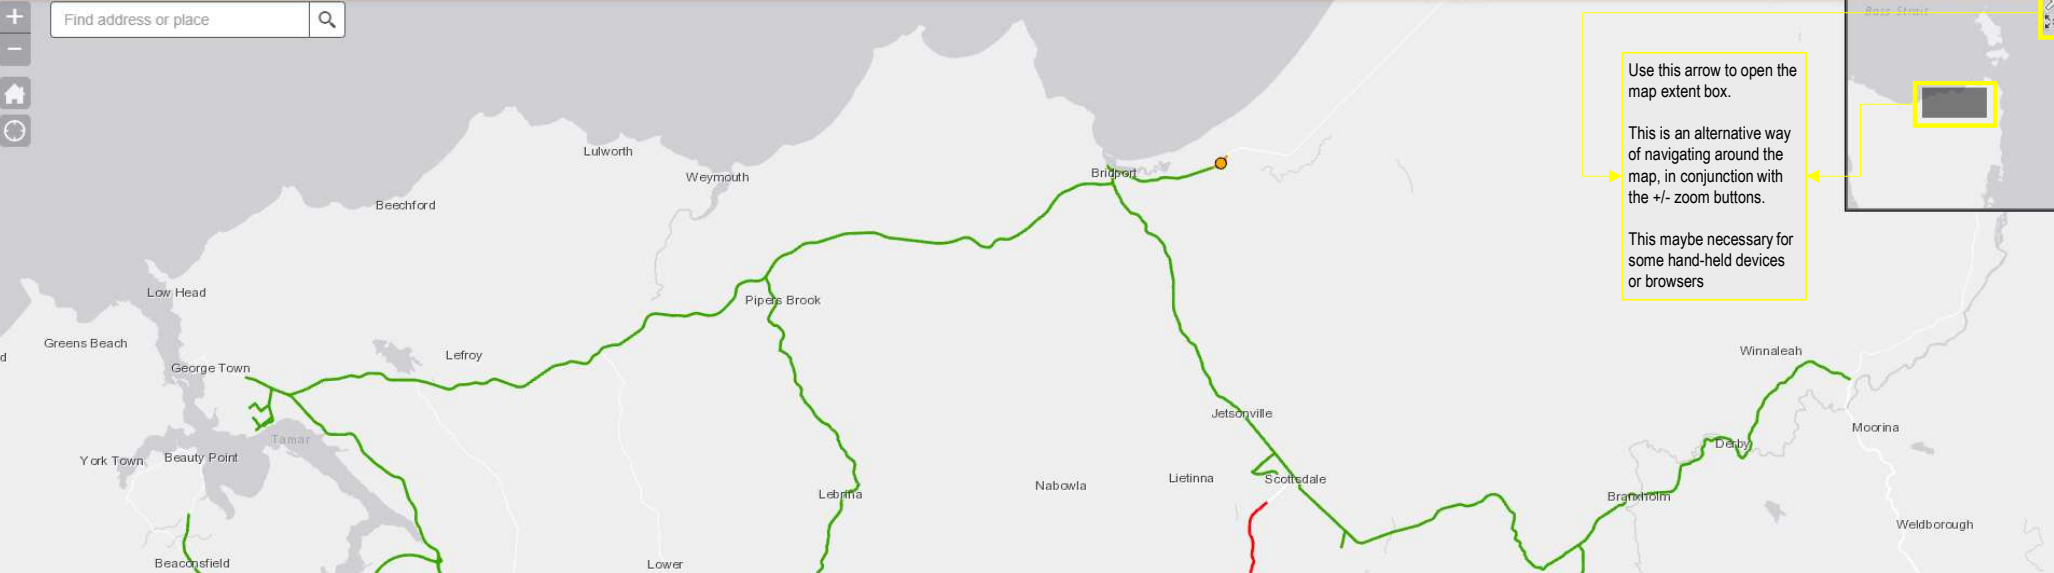 Find address or place
Bass Strait
Use this arrow to open the
map extent box.
This is an alternative way
of navigating around the
map, in conjunction with
the +/- zoom buttons.
This maybe necessary for
some hand-held devices
or browsers
Lulworth
Weymouth
Bridport
Beechford
Low Head
Pipers Brook
Greens Beach
d
George Town
Lefroy
Winnaleah
Jetsonville
Moorina
Tamar
Derby
York Town
Beauty Point
Lietinna
Scottsdale
Nabowla
Lebrina
Branxholm
Weldborough
Beaconsfield
Lower